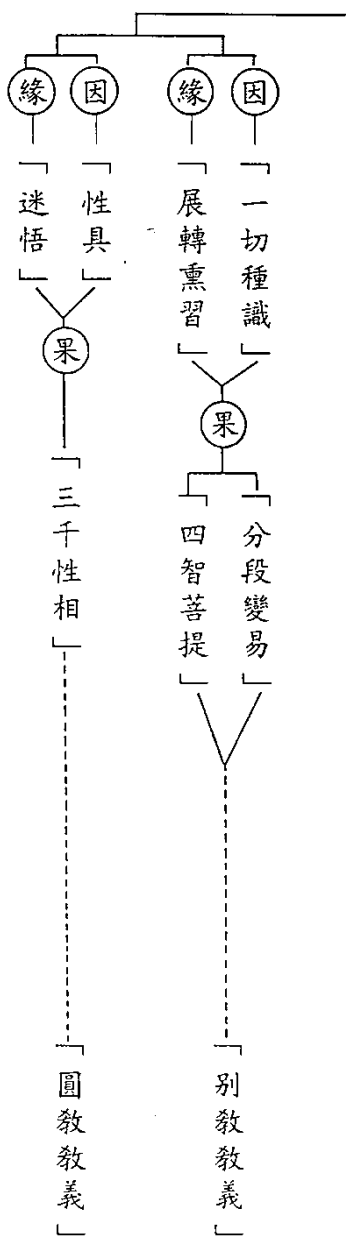 因
「一切種識」
緣
「展轉熏習」
果
「分段變易」
「四智菩提」
「別教教義」
因
「性具」
緣
「迷悟」
果
「三千性相」
「圓教教義」